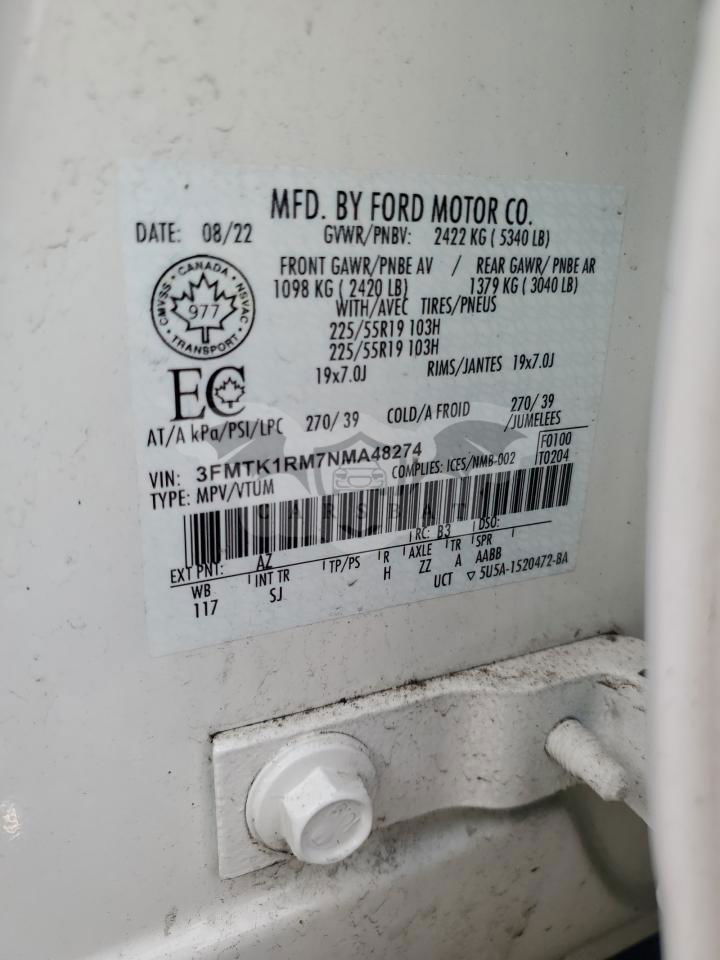 MFD. BY FORD MOTOR CO.
DATE: 08/22 GVWR/PNBV: 2422 KG ( 5340 LB)
FRONT GAWR/PNBE AV / REAR GAWR/ PNBE AR
1098 KG ( 2420 LB) 1379 KG ( 3040 LB)
WITH/AVEC TIRES/PNEUS
225/55R19 103H
225/55R19 103H
19x7.0J RIMS/JANTES 19x7.0J
CANADA
CMVSS NSVAC
977
TRANSPORT
EC
AT/A kPa/PSI/LPC 270/ 39 COLD/A FROID 270/ 39
/JUMELEES
VIN: 3FMTK1RM7NMA48274 F0100
TYPE: MPV/VTUM COMPLIES: ICES/NMB-002 T0204
CARSBAT
RC: B3 DSO:
EXT PNT: AZ
WB INT TR TP/PS R AXLE TR SPR
117 SJ H ZZ A AABB
UCT ▽ 5U5A-1520472-BA